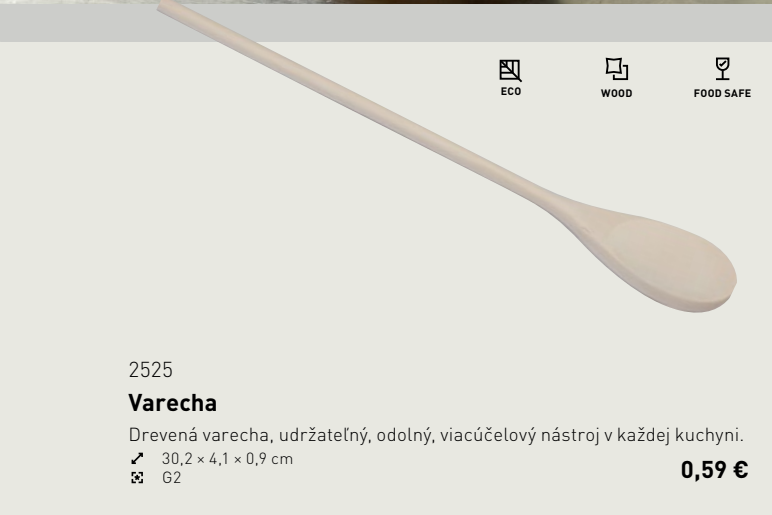 ECO
WOOD
FOOD SAFE
2525
Varecha
Drevená varecha, udržateľný, odolný, viacúčelový nástroj v každej kuchyni.
30,2 × 4,1 × 0,9 cm
G2
0,59 €